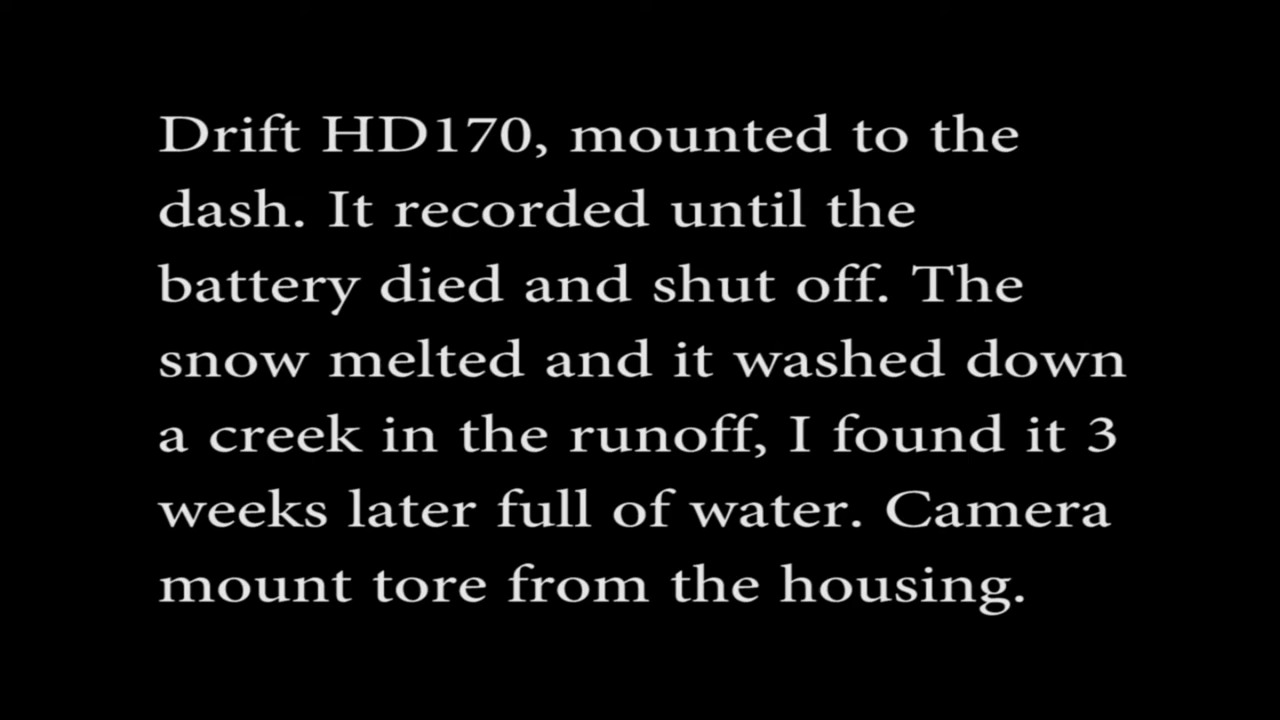 Drift HD170, mounted to the
dash. It recorded until the
battery died and shut off. The
snow melted and it washed down
a creek in the runoff, I found it 3
weeks later full of water. Camera
mount tore from the housing.